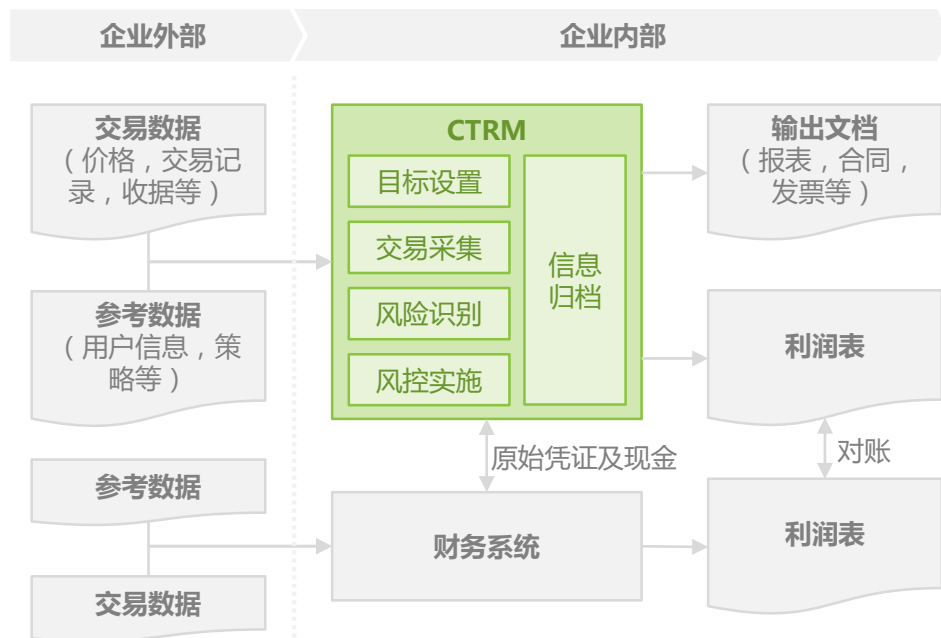 企业外部
企业内部
交易数据
（价格，交易记
录，收据等）
参考数据
（用户信息，策
略等）
CTRM
目标设置
交易采集
风险识别
风控实施
信息
归档
输出文档
（报表，合同，
发票等）
利润表
原始凭证及现金
对账
参考数据
交易数据
财务系统
利润表